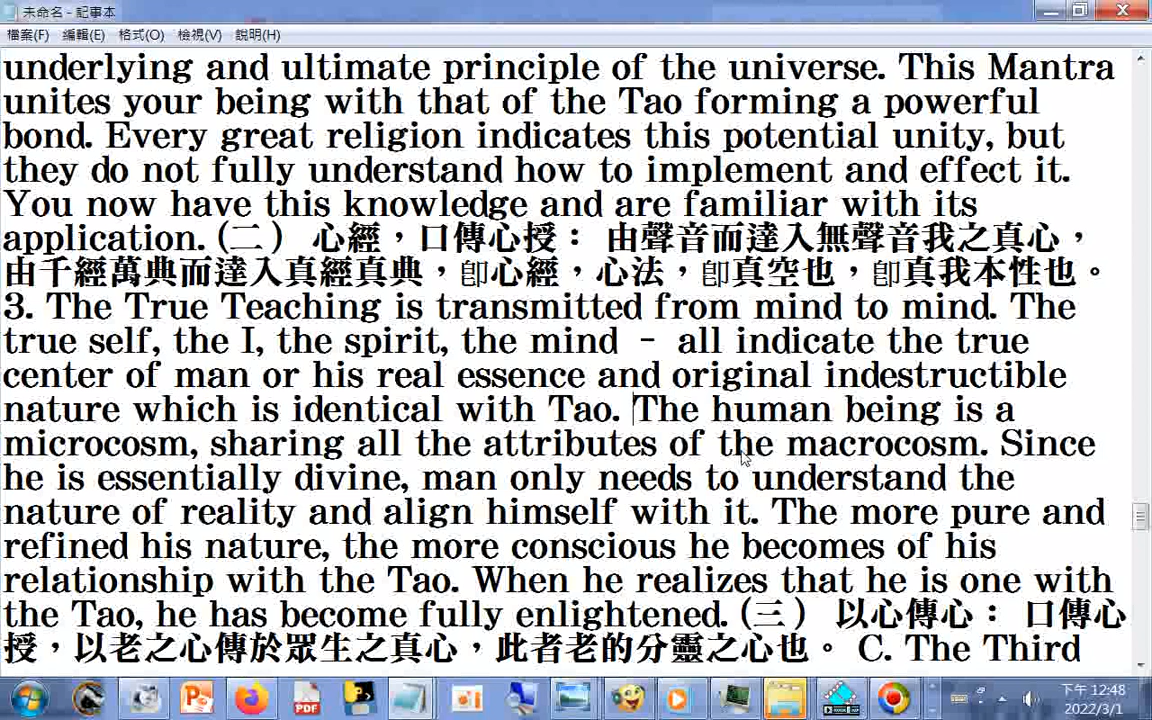 未命名 - 記事本
檔案(F) 編輯(E) 格式(O) 檢視(V) 說明(H)
underlying and ultimate principle of the universe. This Mantra
unites your being with that of the Tao forming a powerful
bond. Every great religion indicates this potential unity, but
they do not fully understand how to implement and effect it.
You now have this knowledge and are familiar with its
application.(二） 心經，口傳心授： 由聲音而達入無聲音我之真心，
由千經萬典而達入真經真典，卽心經，心法，卽真空也，卽真我本性也。
3. The True Teaching is transmitted from mind to mind. The
true self, the I, the spirit, the mind － all indicate the true
center of man or his real essence and original indestructible
nature which is identical with Tao. The human being is a
microcosm, sharing all the attributes of the macrocosm. Since
he is essentially divine, man only needs to understand the
nature of reality and align himself with it. The more pure and
refined his nature, the more conscious he becomes of his
relationship with the Tao. When he realizes that he is one with
the Tao, he has become fully enlightened.(三） 以心傳心： 口傳心
授，以老之心傳於眾生之真心，此者老的分靈之心也。 C. The Third
下午 12:48
2022/3/1